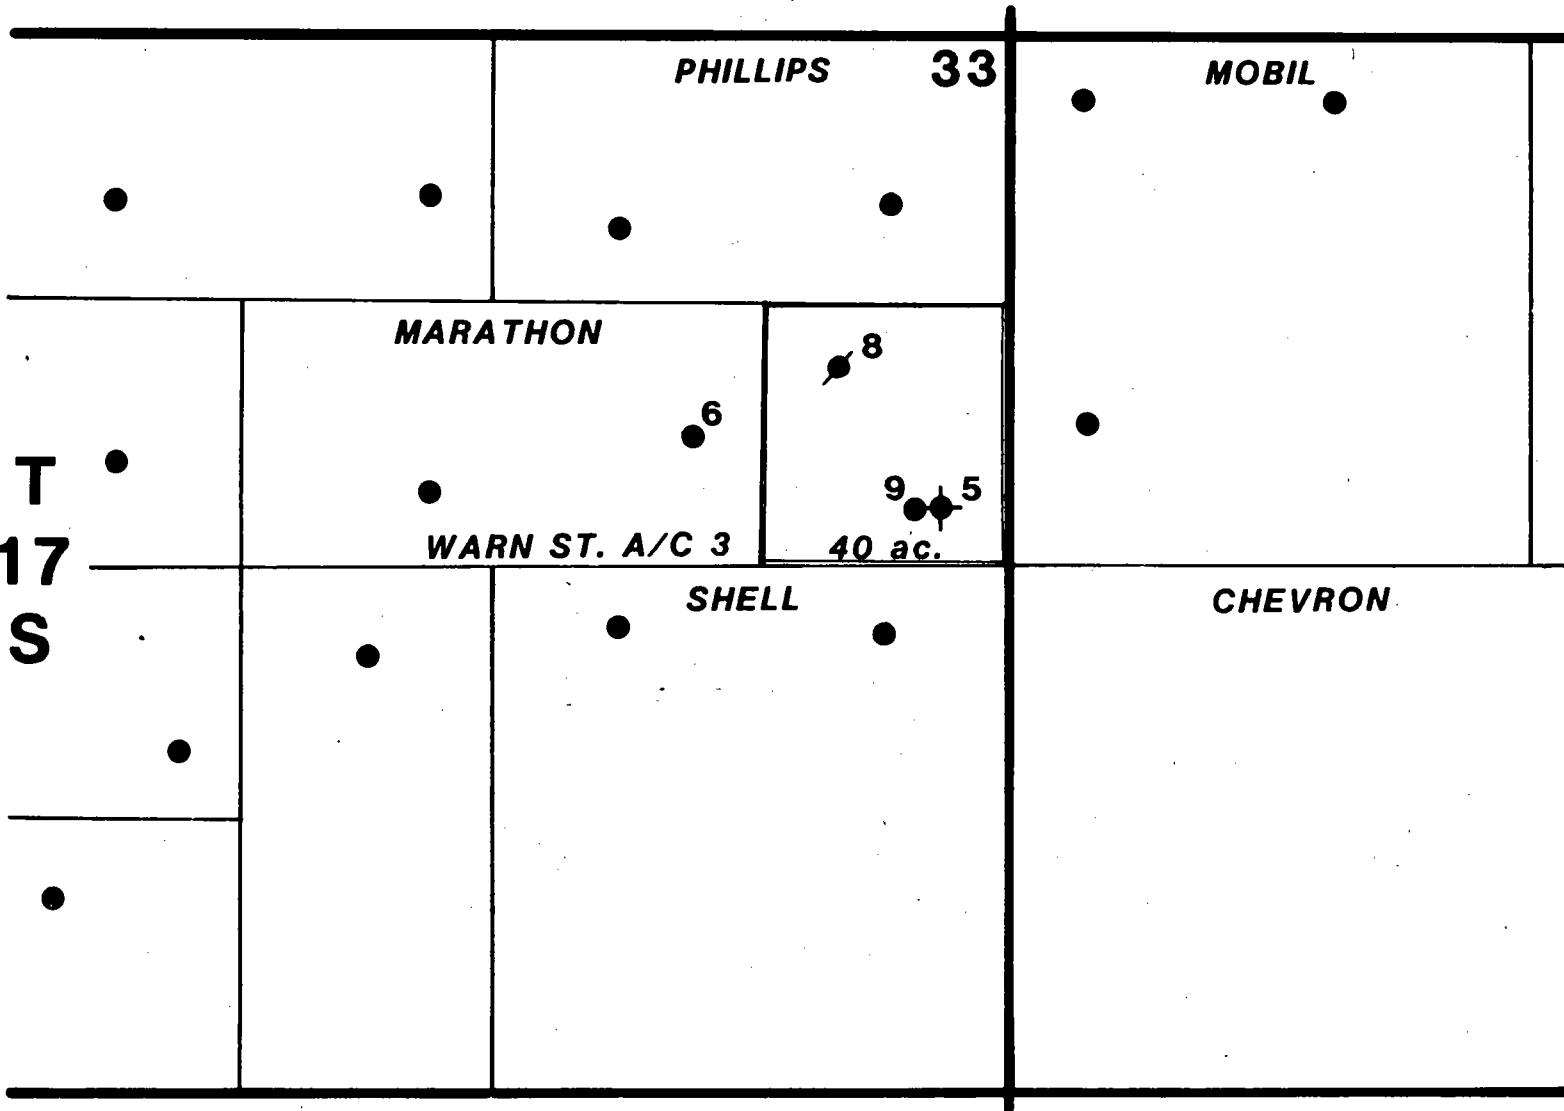 PHILLIPS
33
MOBIL
MARATHON
8
6
T
17
S
9
5
WARN ST. A/C 3
40 ac.
SHELL
CHEVRON